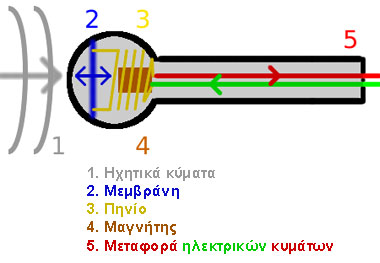 2
3
5
1
4
1. Ηχητικά κύματα
2. Μεμβράνη
3. Πηνίο
4. Μαγνήτης
5. Μεταφορά ηλεκτρικών κυμάτων